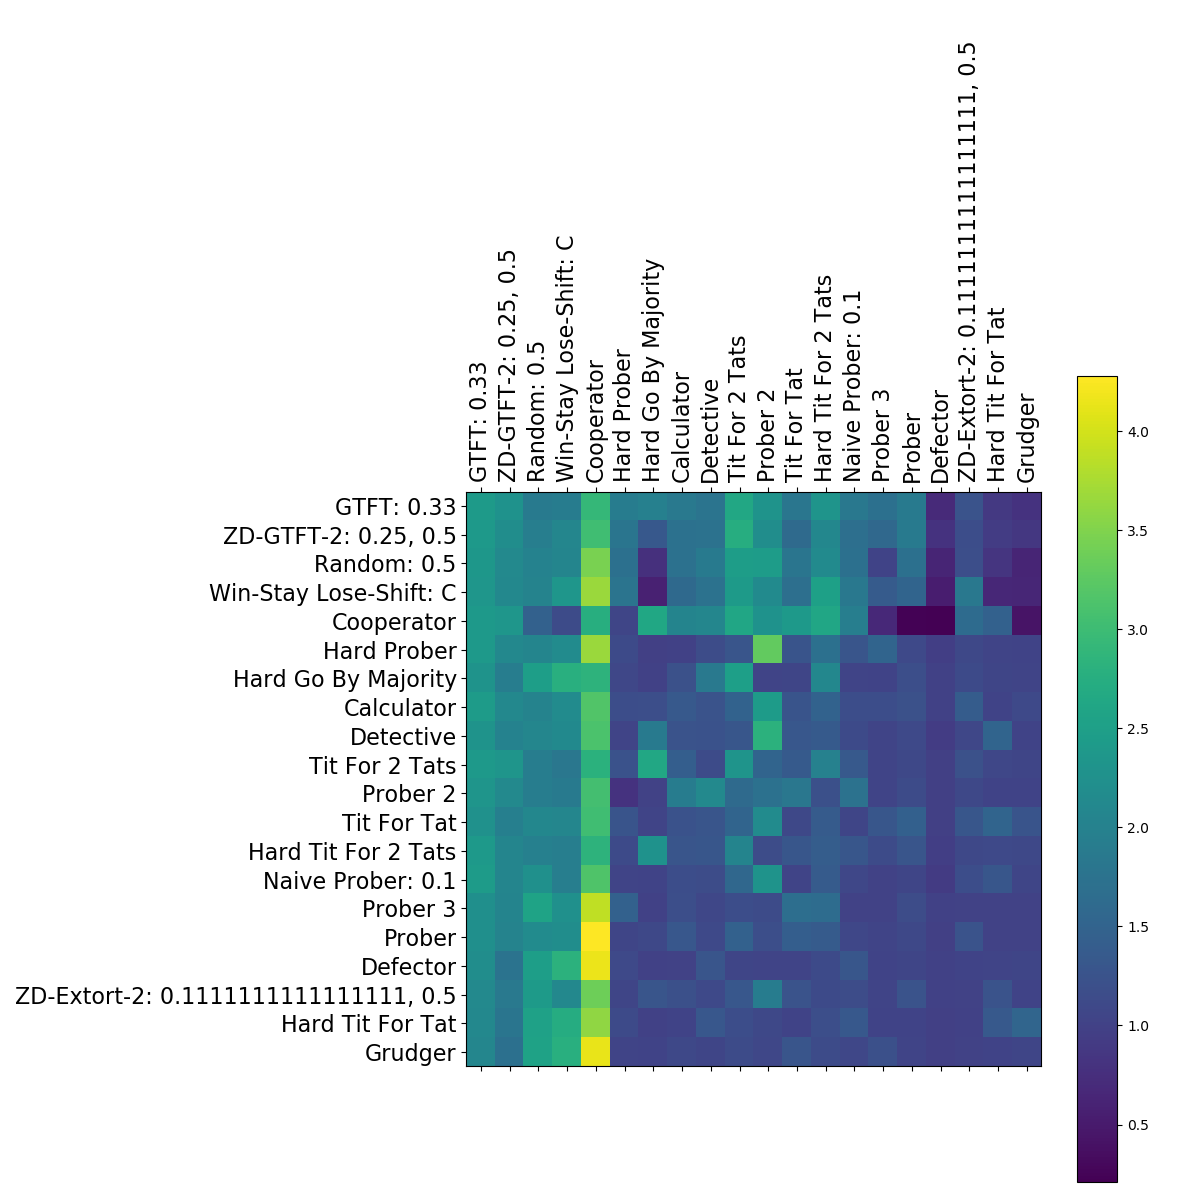 GTFT: 0.33
ZD-GTFT-2: 0.25, 0.5
Random: 0.5
Win-Stay Lose-Shift: C
Cooperator
Hard Prober
Hard Go By Majority
Calculator
Detective
Tit For 2 Tats
Prober 2
Tit For Tat
Hard Tit For 2 Tats
Naive Prober: 0.1
Prober 3
Prober
Defector
ZD-Extort-2: 0.1111111111111111, 0.5
Hard Tit For Tat
Grudger
GTFT: 0.33
ZD-GTFT-2: 0.25, 0.5
Random: 0.5
Win-Stay Lose-Shift: C
Cooperator
Hard Prober
Hard Go By Majority
Calculator
Detective
Tit For 2 Tats
Prober 2
Tit For Tat
Hard Tit For 2 Tats
Naive Prober: 0.1
Prober 3
Prober
Defector
ZD-Extort-2: 0.1111111111111111, 0.5
Hard Tit For Tat
Grudger
4.0
3.5
3.0
2.5
2.0
1.5
1.0
0.5